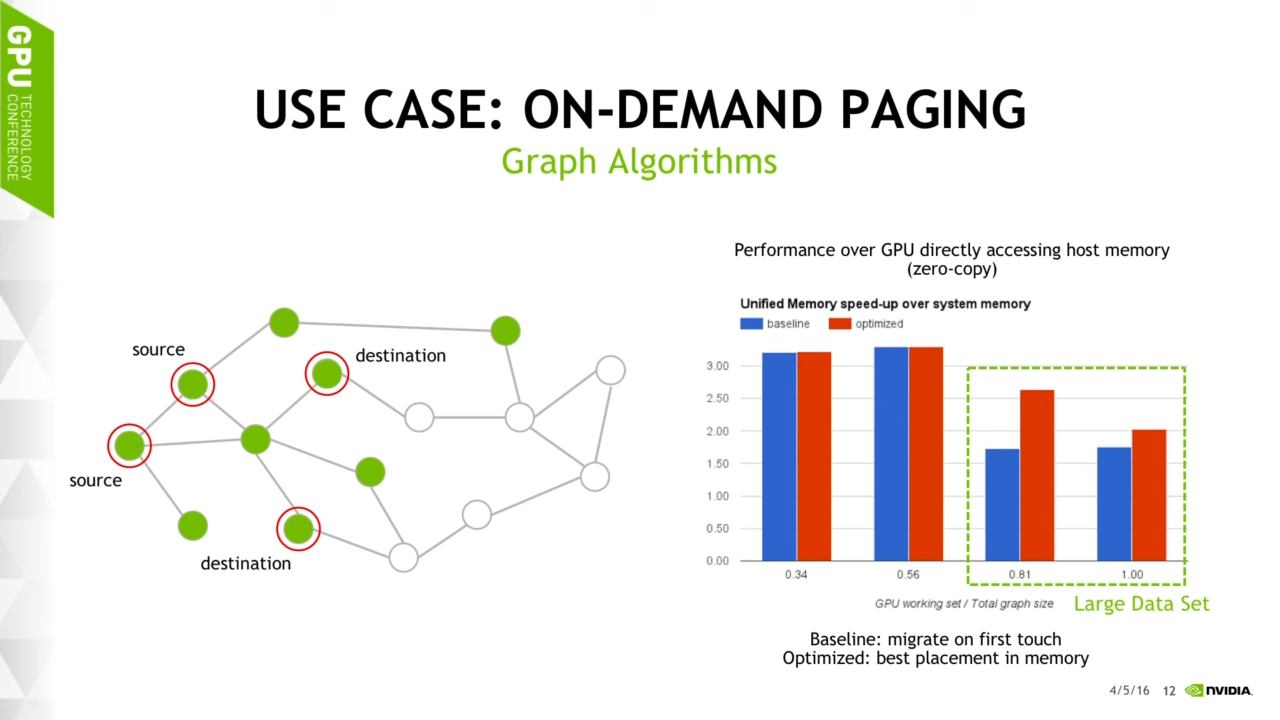 GPU
TECHNOLOGY
CONFERENCE
USE CASE: ON-DEMAND PAGING
Graph Algorithms
source
destination
source
destination
Performance over GPU directly accessing host memory
(zero-copy)
Unified Memory speed-up over system memory
baseline optimized
3.00
2.50
2.00
1.50
1.00
0.50
0.00
0.34 0.56 0.81 1.00
GPU working set / Total graph size
Large Data Set
Baseline: migrate on first touch
Optimized: best placement in memory
4/5/16 12 NVIDIA.